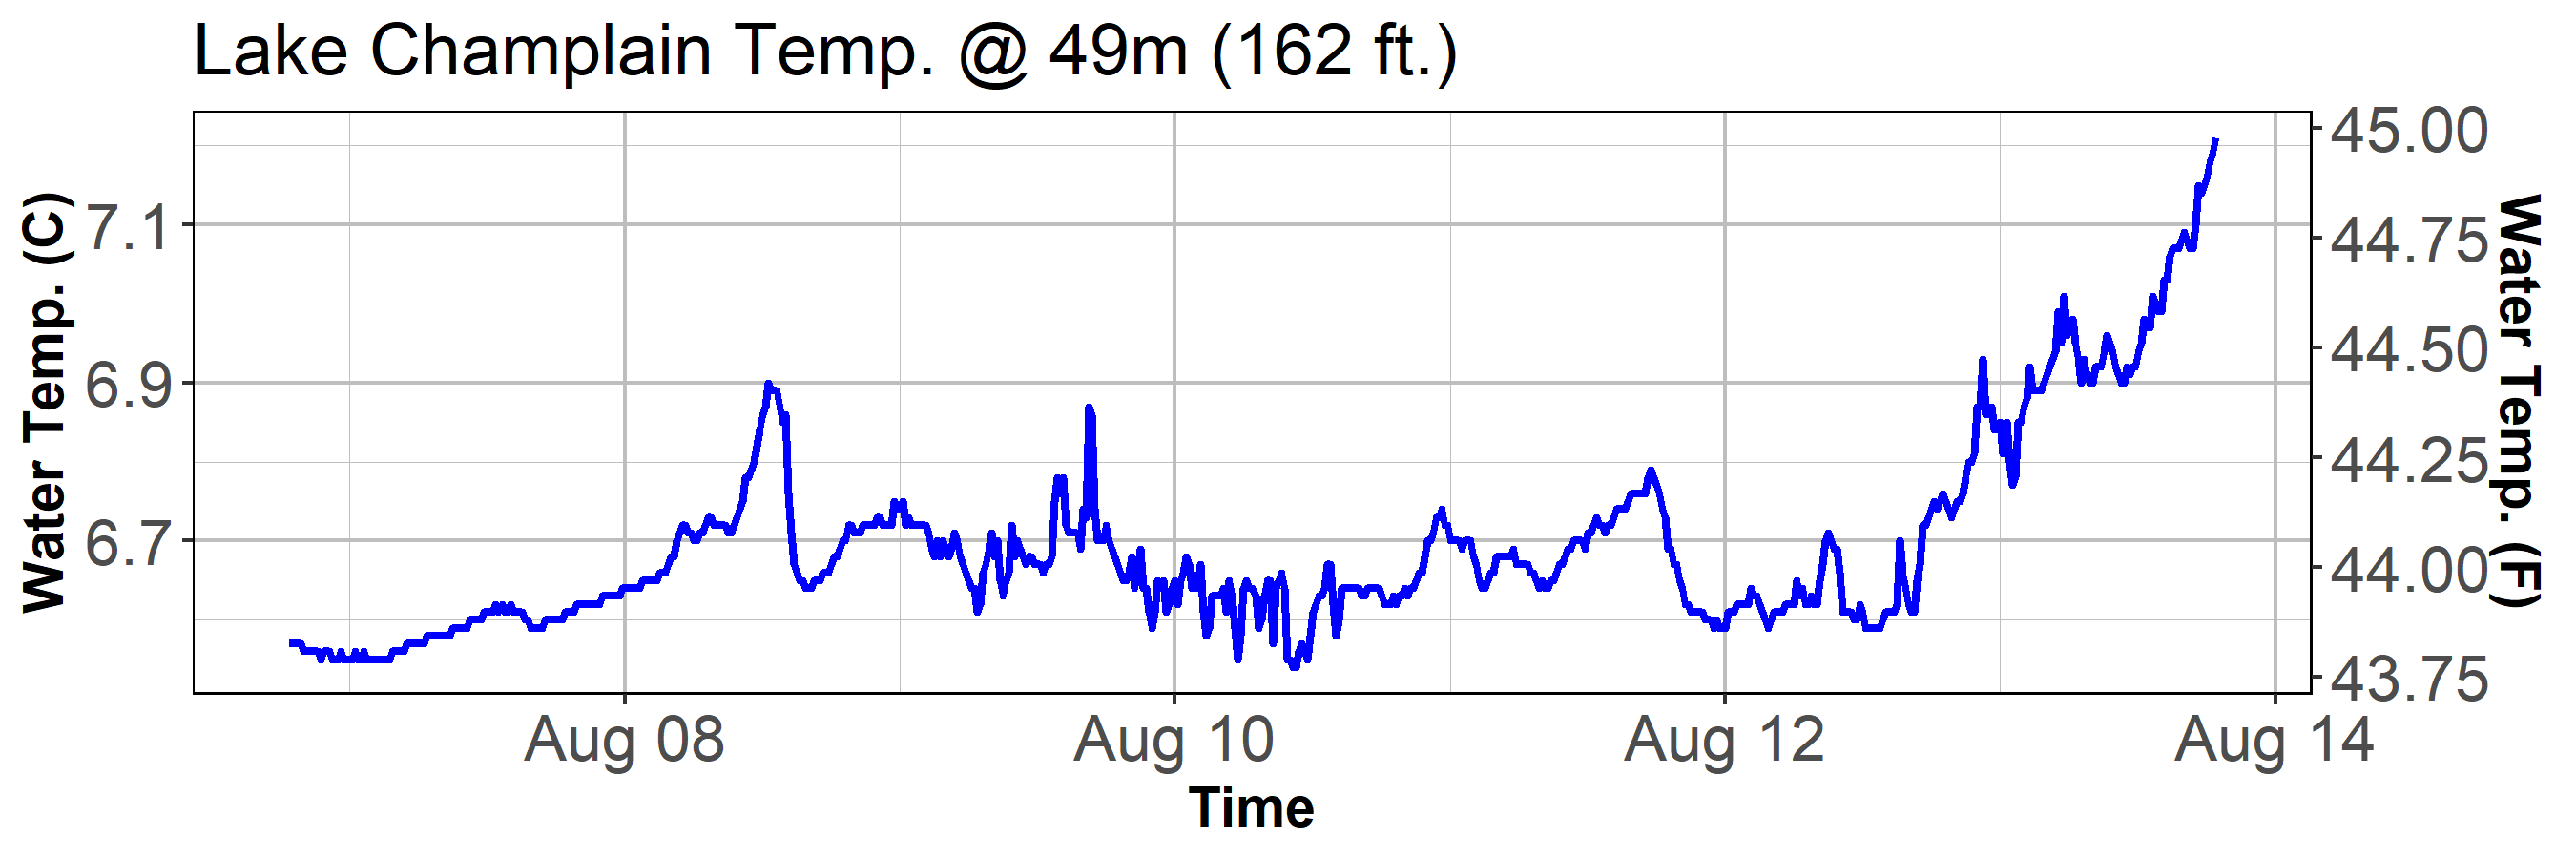 Lake Champlain Temp. @ 49m (162 ft.)
Water Temp. (C)
7.1
6.9
6.7
45.00
44.75
44.50
44.25
44.00
43.75
Water Temp. (F)
Aug 08
Aug 10
Aug 12
Aug 14
Time